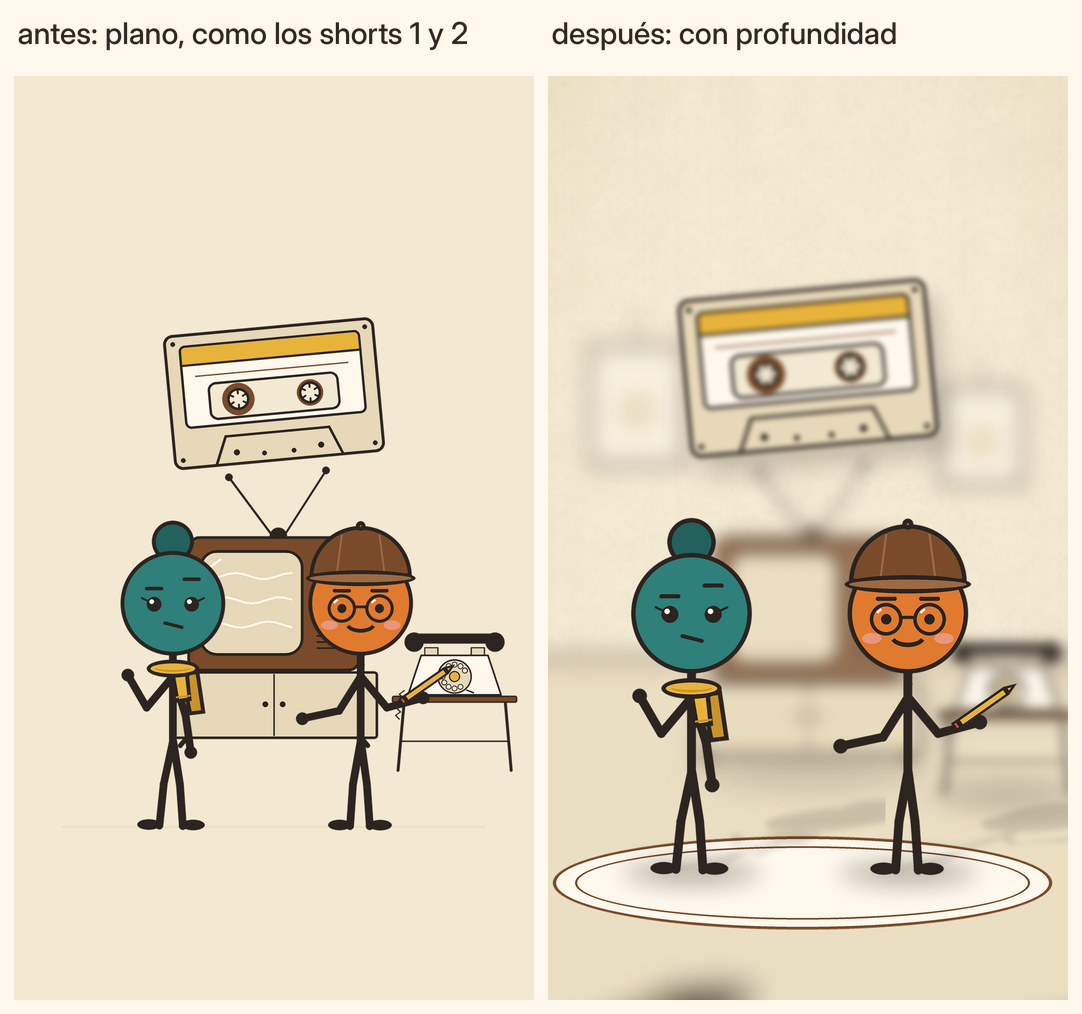 antes: plano, como los shorts 1 y 2
después: con profundidad